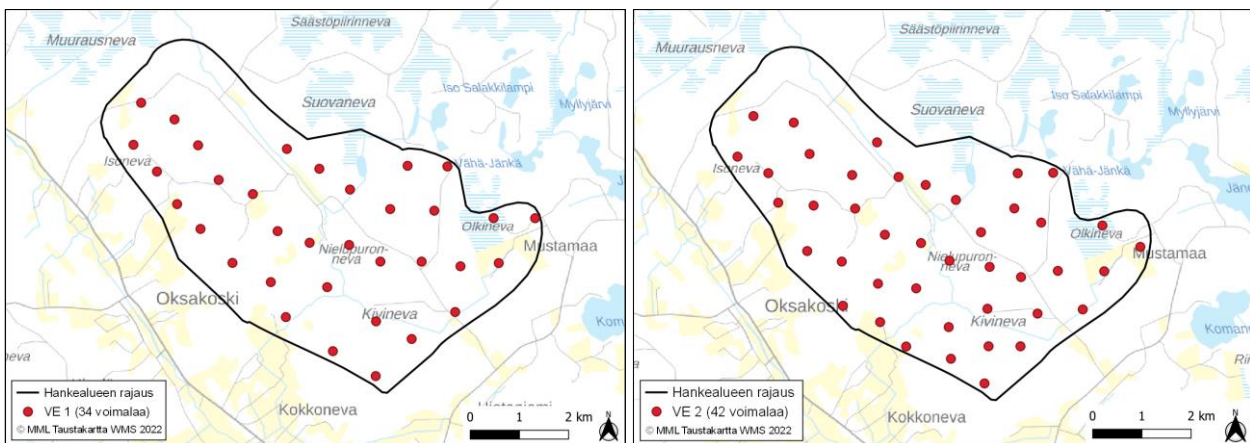 Muurausneva
Säästöpiirinneva
Iso Salakkilampi
Myllyjärvi
Suovaneva
Isoneva
Vähä-Jänkä
Olkineva
Mustamaa
Nielupuron-
neva
Oksakoski
Kivineva
Kokkoneva
Hankealueen rajaus
VE 1 (34 voimalaa)
© MML Taustakartta WMS 2022
0 1 2 km
N
Muurausneva
Säästöpiirinneva
Iso Salakkilampi
Myllyjärvi
Suovaneva
Isoneva
Vähä-Jänkä
Olkineva
Mustamaa
Nielupuron-
neva
Oksakoski
Kivineva
Kokkoneva
Hankealueen rajaus
VE 2 (42 voimalaa)
© MML Taustakartta WMS 2022
0 1 2 km
N